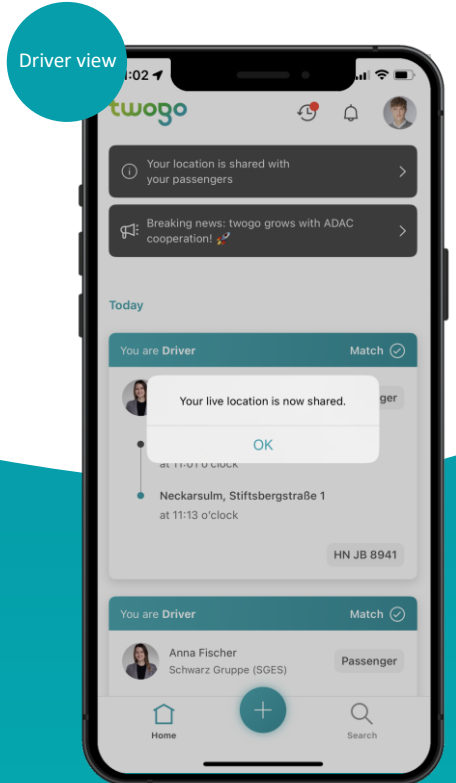 Driver view
:02
twogo
Your location is shared with
your passengers
Breaking news: twogo grows with ADAC
cooperation! 🚀
Today
You are Driver
Match
ger
Your live location is now shared.
OK
at 11:01 o'clock
Neckarsulm, Stiftsbergstraße 1
at 11:13 o'clock
HN JB 8941
You are Driver
Match
Anna Fischer
Schwarz Gruppe (SGES)
Passenger
Home
Search